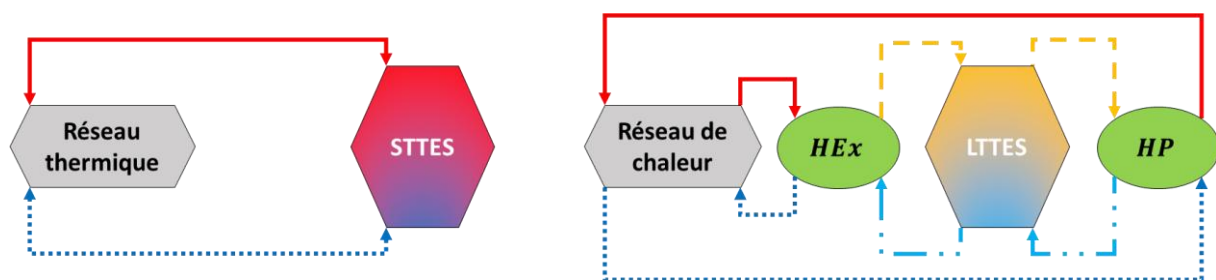 Réseau
thermique
STTES
Réseau de
chaleur
HEx
LTTES
HP